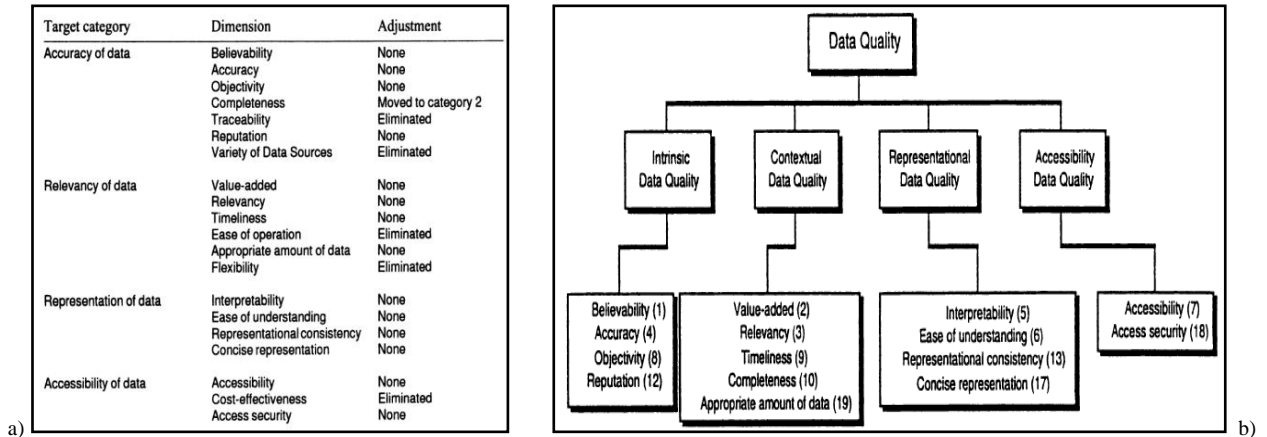 Target category Dimension Adjustment
Accuracy of data Believability None
Accuracy None
Objectivity None
Completeness Moved to category 2
Traceability Eliminated
Reputation None
Variety of Data Sources Eliminated
Relevancy of data Value-added None
Relevancy None
Timeliness None
Ease of operation Eliminated
Appropriate amount of data None
Flexibility Eliminated
Representation of data Interpretability None
Ease of understanding None
Representational consistency None
Concise representation None
Accessibility of data Accessibility None
Cost-effectiveness Eliminated
Access security None
a)
Data Quality
Intrinsic
Data Quality
Contextual
Data Quality
Representational
Data Quality
Accessibility
Data Quality
Believability (1)
Accuracy (4)
Objectivity (8)
Reputation (12)
Value-added (2)
Relevancy (3)
Timeliness (9)
Completeness (10)
Appropriate amount of data (19)
Interpretability (5)
Ease of understanding (6)
Representational consistency (13)
Concise representation (17)
Accessibility (7)
Access security (18)
b)